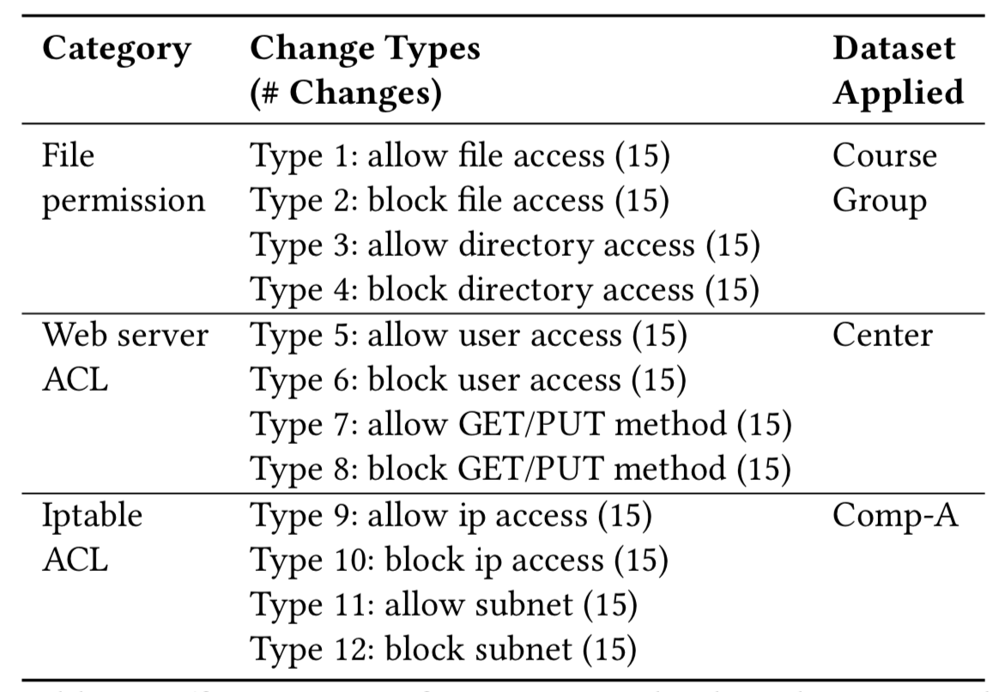 Category Change Types Dataset
(# Changes) Applied
File Type 1: allow file access (15) Course
permission Type 2: block file access (15) Group
Type 3: allow directory access (15)
Type 4: block directory access (15)
Web server Type 5: allow user access (15) Center
ACL Type 6: block user access (15)
Type 7: allow GET/PUT method (15)
Type 8: block GET/PUT method (15)
Iptable Type 9: allow ip access (15) Comp-A
ACL Type 10: block ip access (15)
Type 11: allow subnet (15)
Type 12: block subnet (15)